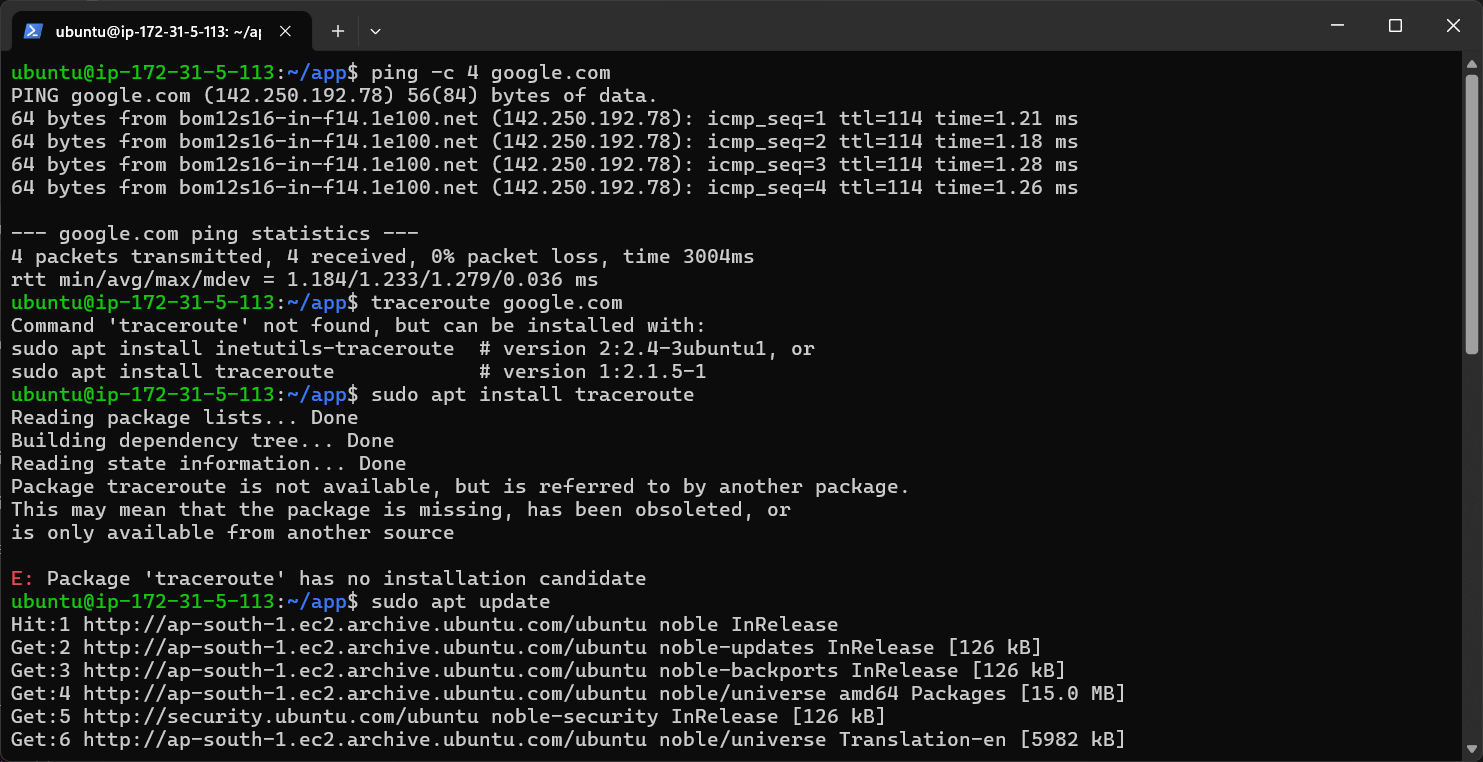 ubuntu@ip-172-31-5-113: ~/ap
ubuntu@ip-172-31-5-113:~/app$ ping -c 4 google.com
PING google.com (142.250.192.78) 56(84) bytes of data.
64 bytes from bom12s16-in-f14.1e100.net (142.250.192.78): icmp_seq=1 ttl=114 time=1.21 ms
64 bytes from bom12s16-in-f14.1e100.net (142.250.192.78): icmp_seq=2 ttl=114 time=1.18 ms
64 bytes from bom12s16-in-f14.1e100.net (142.250.192.78): icmp_seq=3 ttl=114 time=1.28 ms
64 bytes from bom12s16-in-f14.1e100.net (142.250.192.78): icmp_seq=4 ttl=114 time=1.26 ms

--- google.com ping statistics ---
4 packets transmitted, 4 received, 0% packet loss, time 3004ms
rtt min/avg/max/mdev = 1.184/1.233/1.279/0.036 ms
ubuntu@ip-172-31-5-113:~/app$ traceroute google.com
Command 'traceroute' not found, but can be installed with:
sudo apt install inetutils-traceroute  # version 2:2.4-3ubuntu1, or
sudo apt install traceroute            # version 1:2.1.5-1
ubuntu@ip-172-31-5-113:~/app$ sudo apt install traceroute
Reading package lists... Done
Building dependency tree... Done
Reading state information... Done
Package traceroute is not available, but is referred to by another package.
This may mean that the package is missing, has been obsoleted, or
is only available from another source

E: Package 'traceroute' has no installation candidate
ubuntu@ip-172-31-5-113:~/app$ sudo apt update
Hit:1 http://ap-south-1.ec2.archive.ubuntu.com/ubuntu noble InRelease
Get:2 http://ap-south-1.ec2.archive.ubuntu.com/ubuntu noble-updates InRelease [126 kB]
Get:3 http://ap-south-1.ec2.archive.ubuntu.com/ubuntu noble-backports InRelease [126 kB]
Get:4 http://ap-south-1.ec2.archive.ubuntu.com/ubuntu noble/universe amd64 Packages [15.0 MB]
Get:5 http://security.ubuntu.com/ubuntu noble-security InRelease [126 kB]
Get:6 http://ap-south-1.ec2.archive.ubuntu.com/ubuntu noble/universe Translation-en [5982 kB]